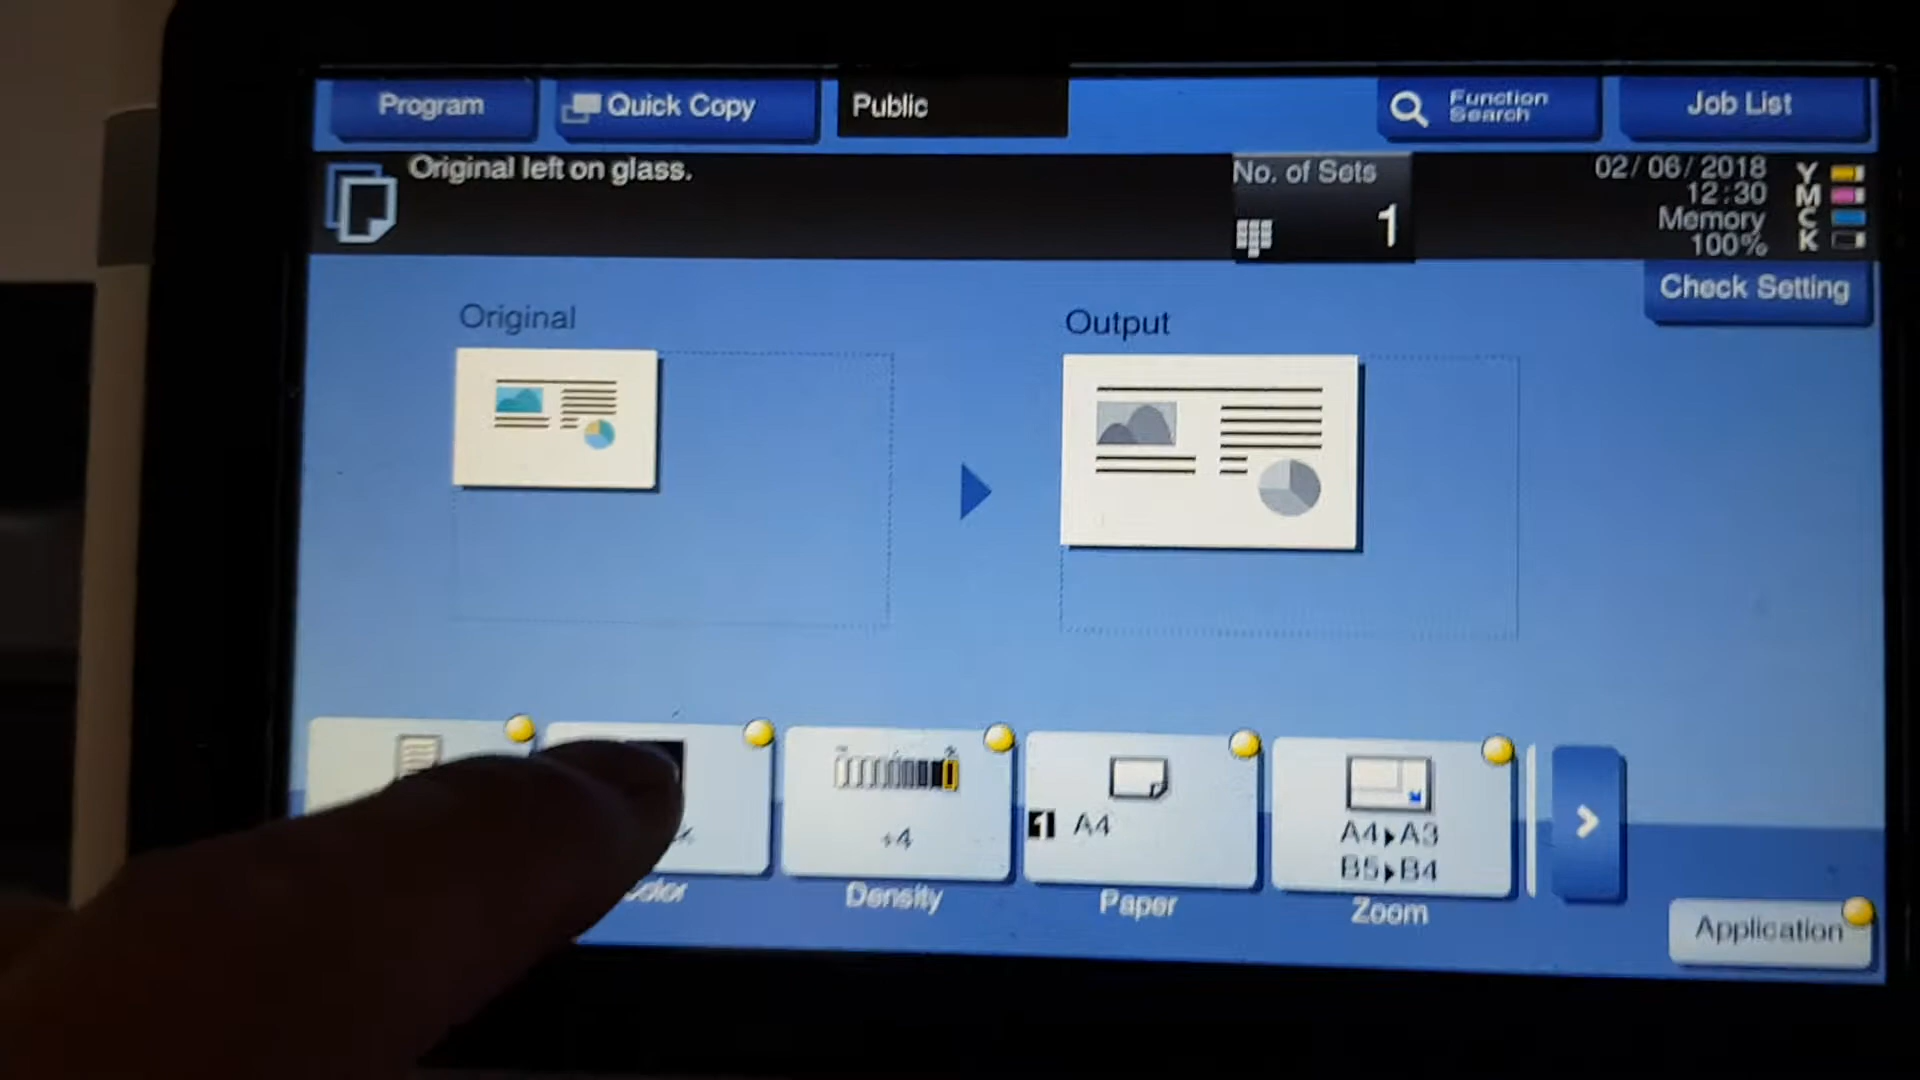 Program
Quick Copy
Public
Function
Search
Job List
Original left on glass.
No. of Sets
1
02/06/2018
12:30
Memory
100%
Y
M
C
K
Check Setting
Original
Output
+4
1 A4
A4▸A3
B5▸B4
Density
Paper
Zoom
Application